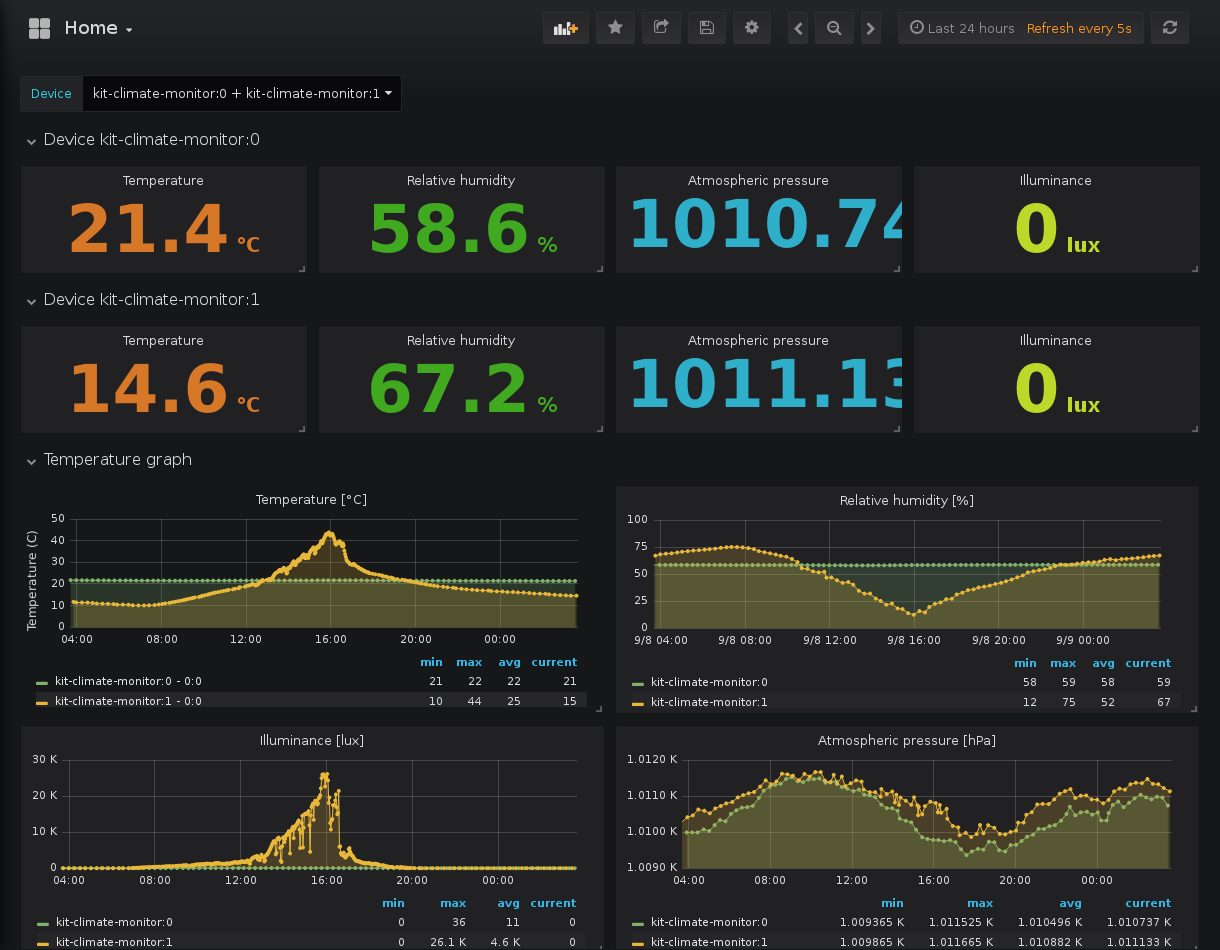 Home
Last 24 hours Refresh every 5s
Device kit-climate-monitor:0 + kit-climate-monitor:1
Device kit-climate-monitor:0
Temperature Relative humidity Atmospheric pressure Illuminance
21.4 °C 58.6 % 1010.74 0 lux
Device kit-climate-monitor:1
Temperature Relative humidity Atmospheric pressure Illuminance
14.6 °C 67.2 % 1011.13 0 lux
Temperature graph
Temperature [°C]
Temperature (C)
50
40
30
20
10
0
04:00 08:00 12:00 16:00 20:00 00:00
min max avg current
kit-climate-monitor:0 - 0:0 21 22 22 21
kit-climate-monitor:1 - 0:0 10 44 25 15
Relative humidity [%]
100
75
50
25
0
9/8 04:00 9/8 08:00 9/8 12:00 9/8 16:00 9/8 20:00 9/9 00:00
min max avg current
kit-climate-monitor:0 58 59 58 59
kit-climate-monitor:1 12 75 52 67
Illuminance [lux]
30 K
20 K
10 K
0
04:00 08:00 12:00 16:00 20:00 00:00
min max avg current
kit-climate-monitor:0 0 36 11 0
kit-climate-monitor:1 0 26.1 K 4.6 K 0
Atmospheric pressure [hPa]
1.0120 K
1.0110 K
1.0100 K
1.0090 K
04:00 08:00 12:00 16:00 20:00 00:00
min max avg current
kit-climate-monitor:0 1.009365 K 1.011525 K 1.010496 K 1.010737 K
kit-climate-monitor:1 1.009865 K 1.011665 K 1.010882 K 1.011133 K